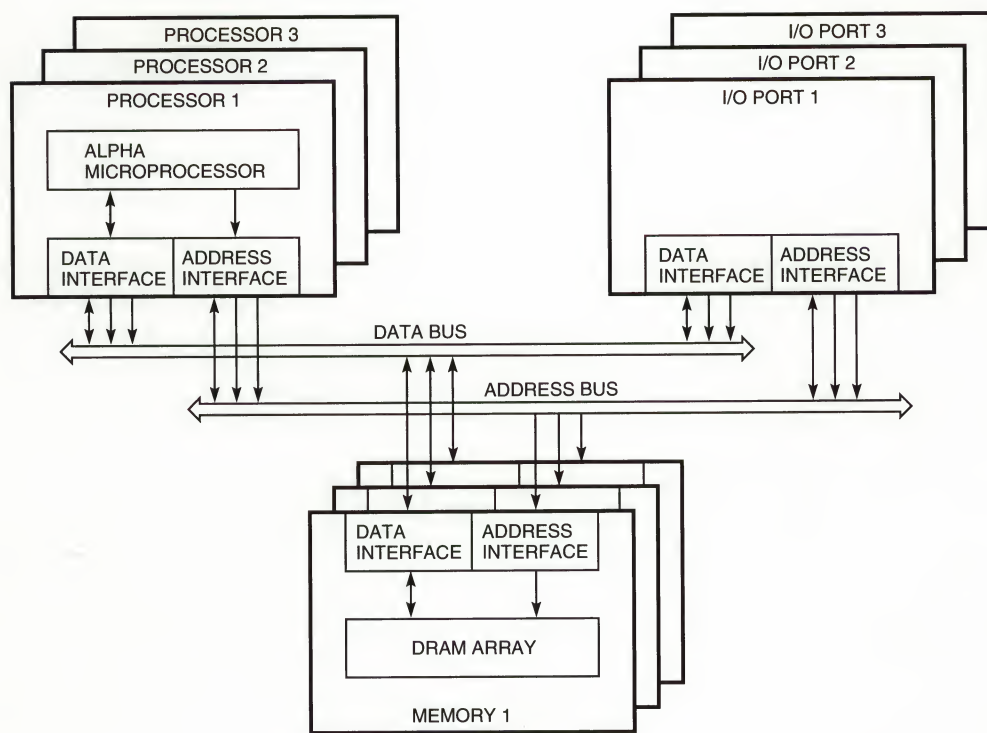 PROCESSOR 3
PROCESSOR 2
PROCESSOR 1
ALPHA
MICROPROCESSOR
DATA
INTERFACE
ADDRESS
INTERFACE
I/O PORT 3
I/O PORT 2
I/O PORT 1
DATA
INTERFACE
ADDRESS
INTERFACE
DATA BUS
ADDRESS BUS
DATA
INTERFACE
ADDRESS
INTERFACE
DRAM ARRAY
MEMORY 1